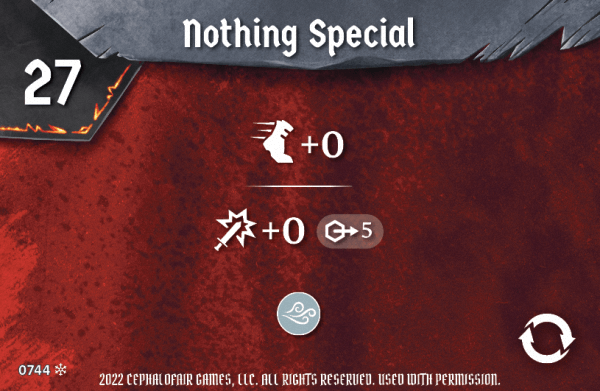 Nothing Special
27
+0
+0 5
0744
2022 CEPHALOFAIR GAMES, LLC. ALL RIGHTS RESERVED. USED WITH PERMISSION.